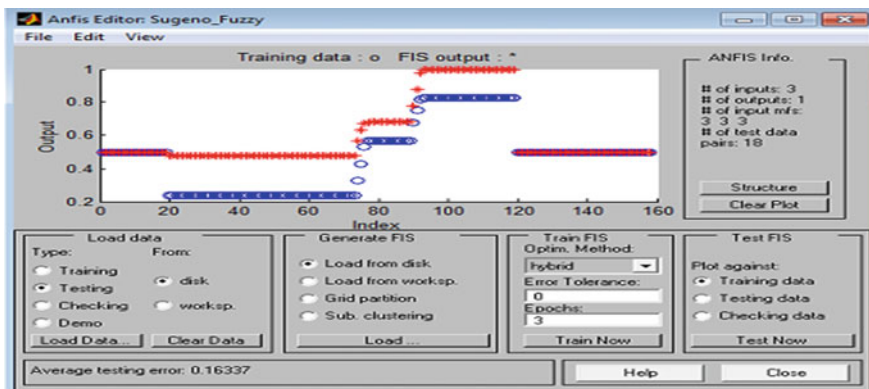 Anfis Editor: Sugeno_Fuzzy
File Edit View
Training data : o FIS output : *
1
0.8
0.6
0.4
0.2
Output
0 20 40 60 80 100 120 140 160
Index
ANFIS Info.
# of inputs: 3
# of outputs: 1
# of input mfs:
3 3 3
# of test data
pairs: 18
Structure
Clear Plot
Load data
Type: From:
Training
Testing
Checking
Demo
disk
worksp.
Load Data... Clear Data
Generate FIS
Load from disk
Load from worksp.
Grid partition
Sub. clustering
Load ...
Train FIS
Optim. Method:
hybrid
Error Tolerance:
0
Epochs:
3
Train Now
Test FIS
Plot against:
Training data
Testing data
Checking data
Test Now
Average testing error: 0.16337
Help Close